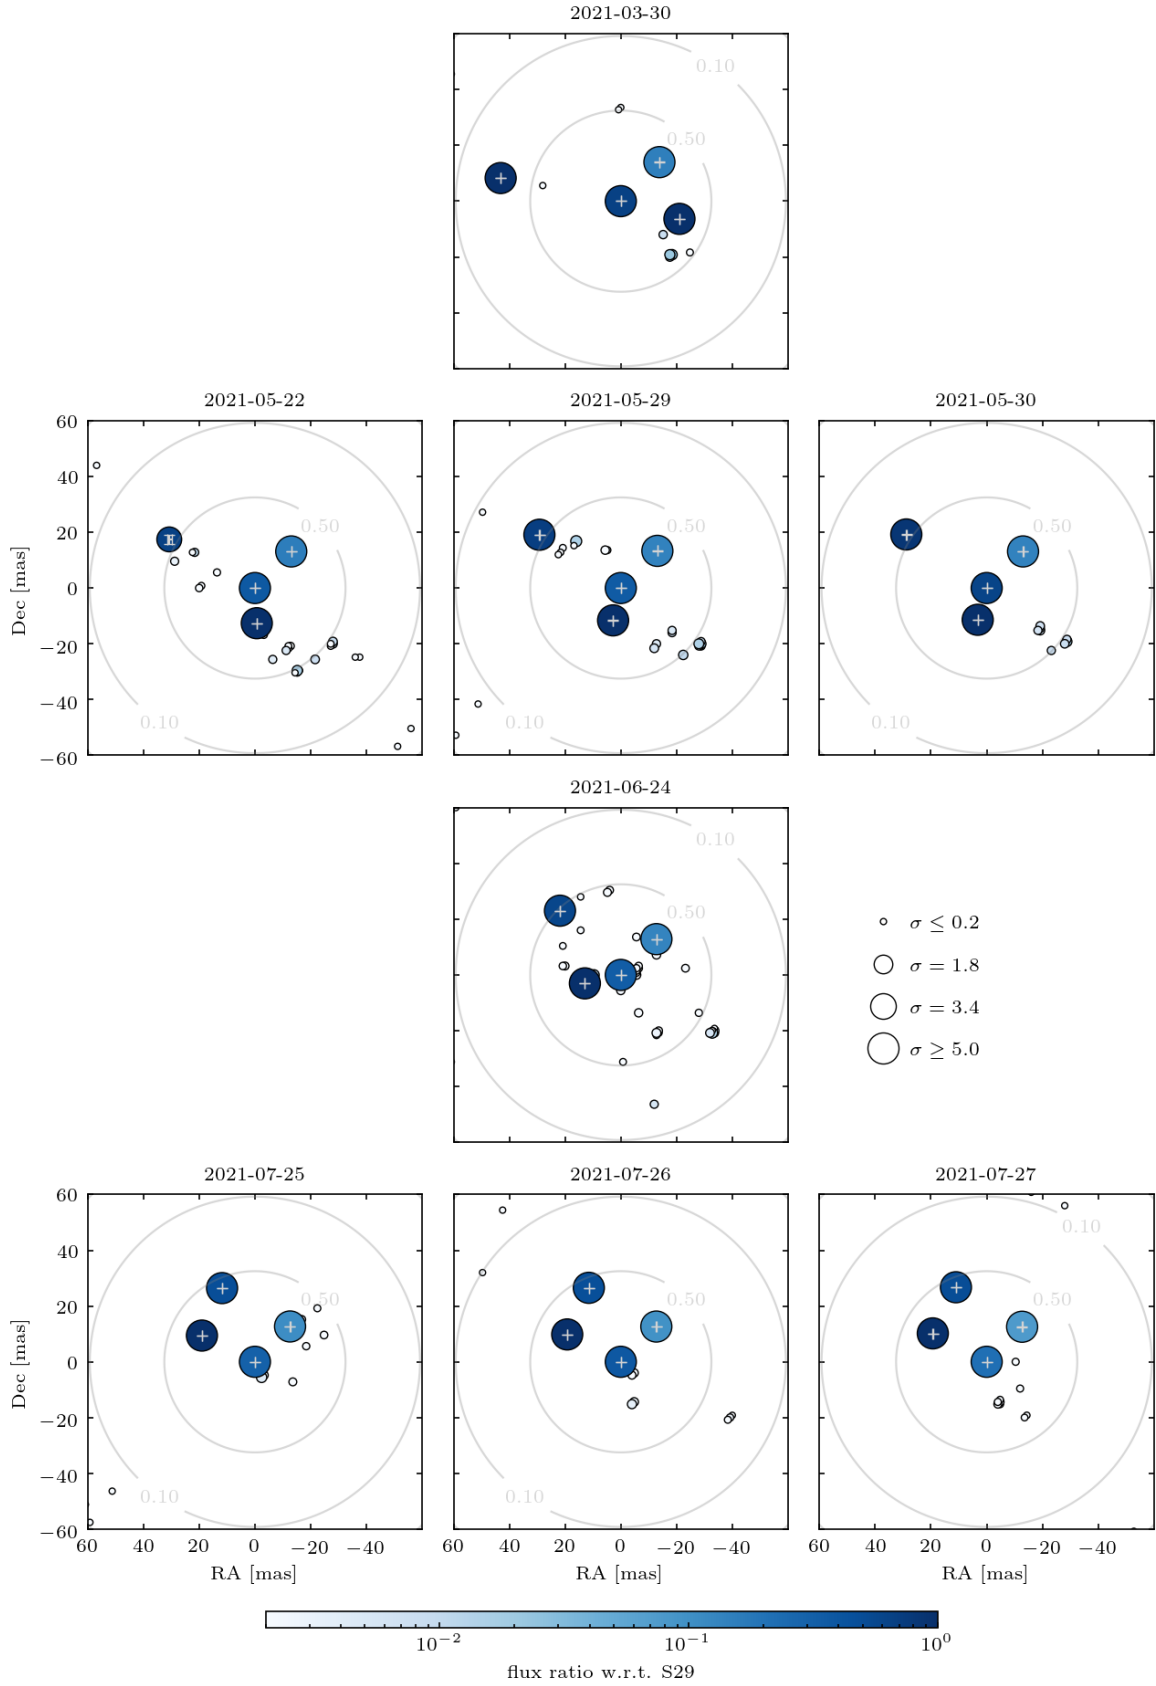 2021-03-30
0.10
0.50
2021-05-22
2021-05-29
2021-05-30
60
40
20
0
−20
−40
−60
Dec [mas]
0.50
0.10
0.50
0.10
0.50
0.10
2021-06-24
0.10
0.50
σ ≤ 0.2
σ = 1.8
σ = 3.4
σ ≥ 5.0
2021-07-25
2021-07-26
2021-07-27
60
40
20
0
−20
−40
−60
Dec [mas]
0.50
0.10
0.50
0.10
0.10
0.50
60 40 20 0 −20 −40
60 40 20 0 −20 −40
60 40 20 0 −20 −40
RA [mas]
RA [mas]
RA [mas]
10⁻² 10⁻¹ 10⁰
flux ratio w.r.t. S29